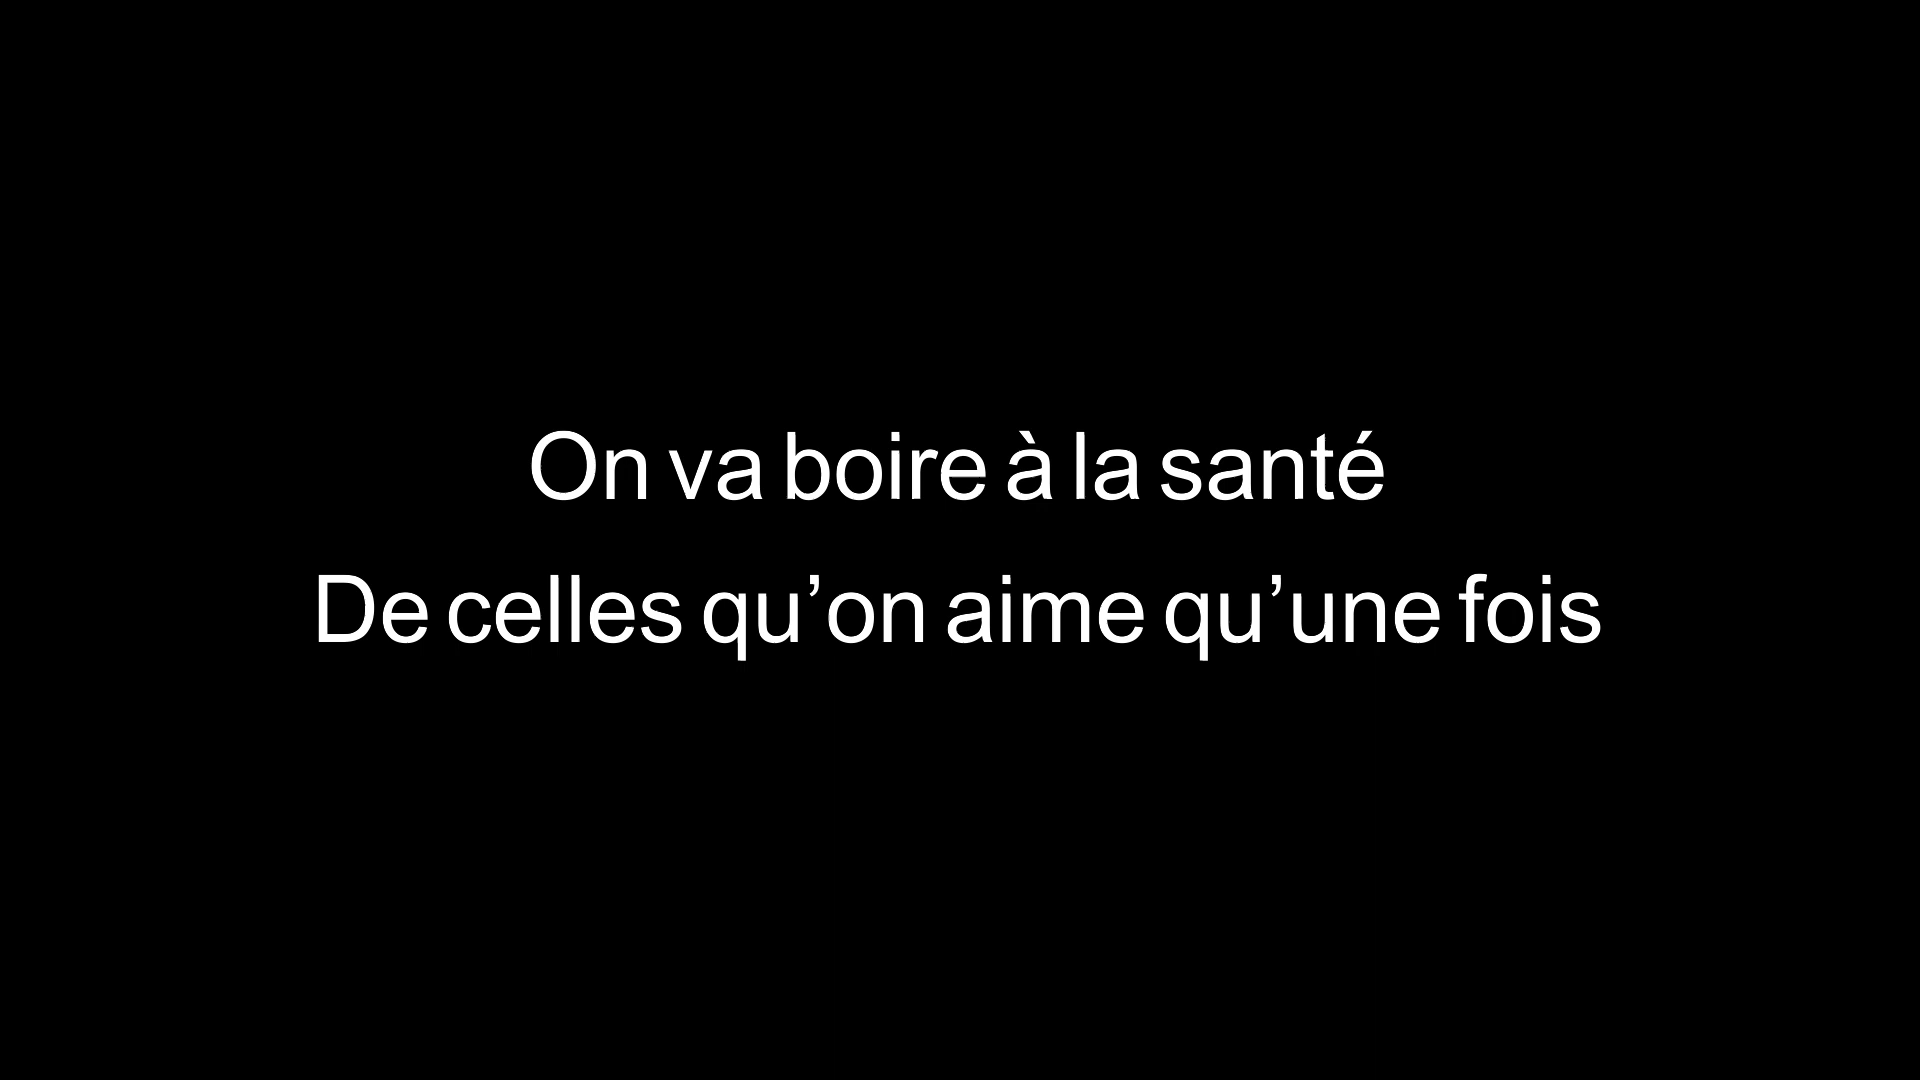 On va boire à la santé
De celles qu’on aime qu’une fois